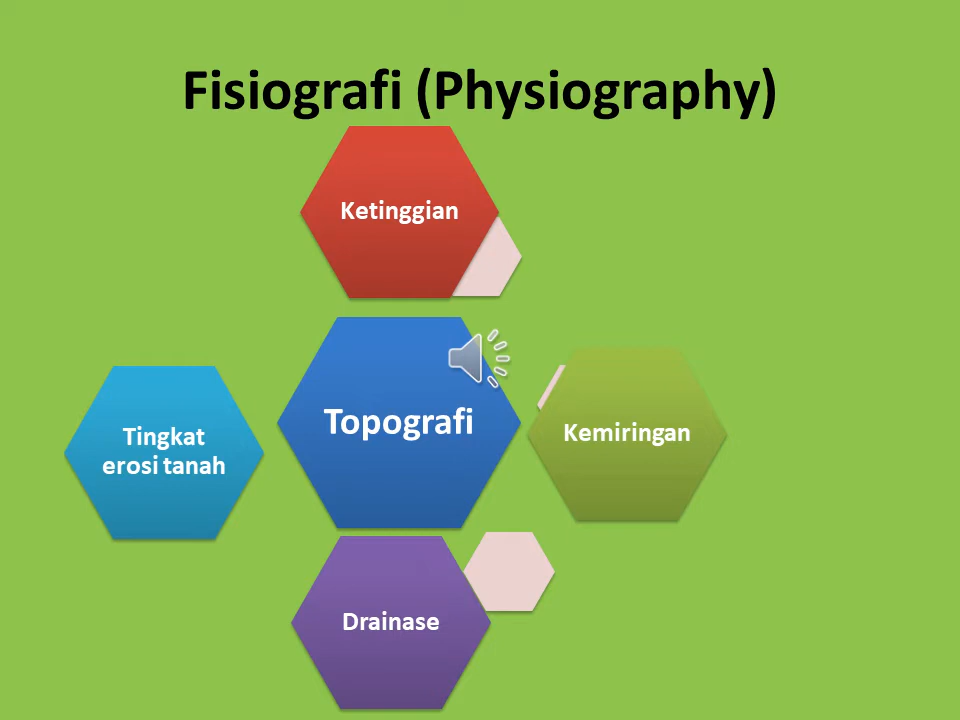 Fisiografi (Physiography)
Ketinggian
Topografi
Tingkat
erosi tanah
Kemiringan
Drainase